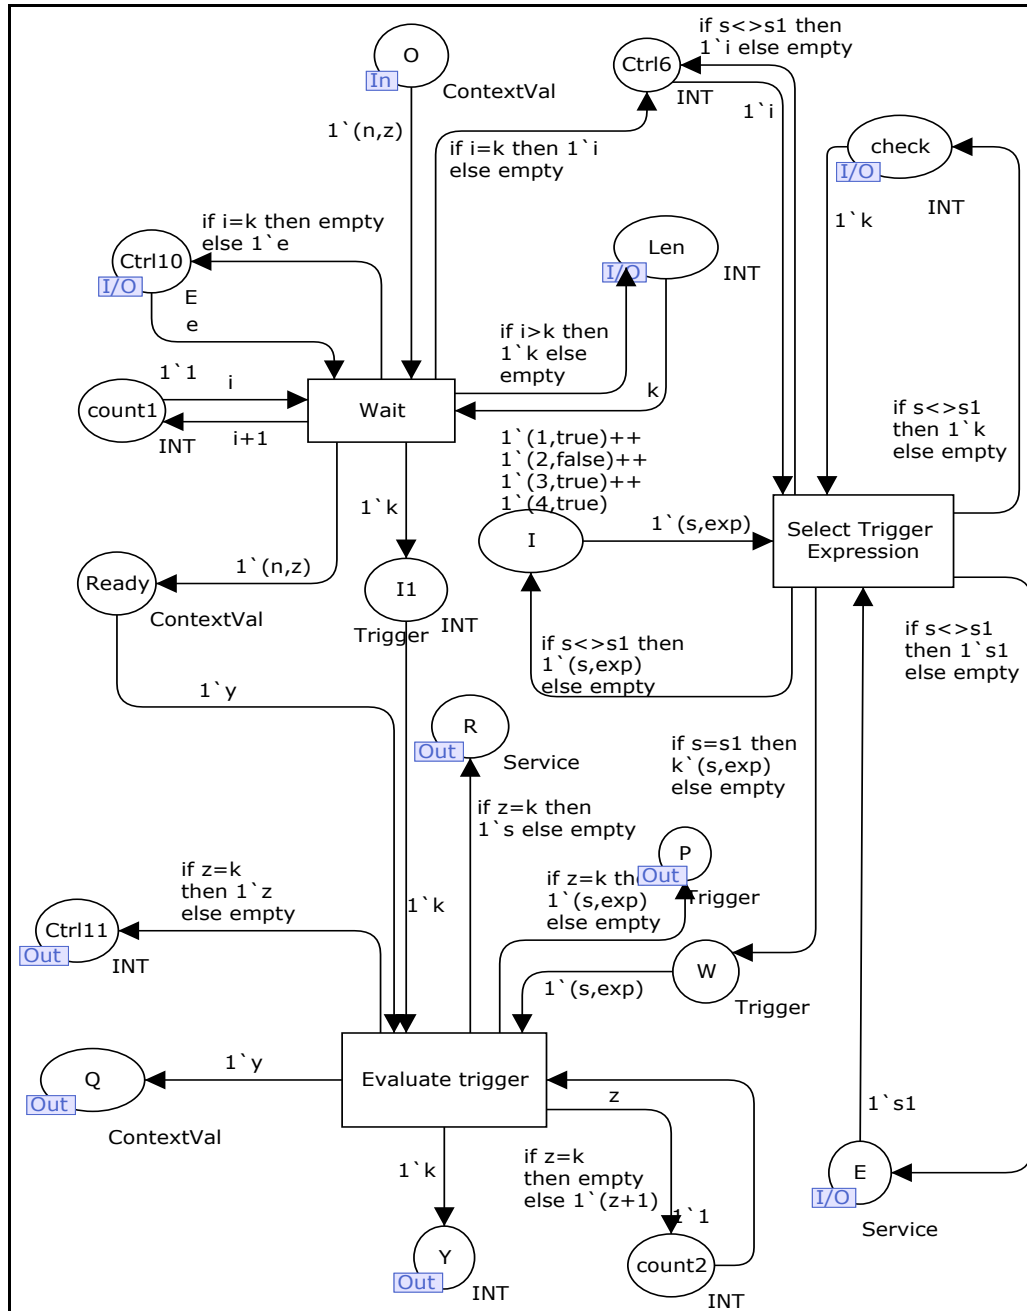 if s<>s1 then
1`i else empty
O
In
ContextVal
Ctrl6
INT
1`(n,z)
1`i
if i=k then 1`i
else empty
check
I/O
INT
1`k
if i=k then empty
else 1`e
Ctrl10
I/O
E
e
Len
I/O
INT
if i>k then
1`k else
empty
k
1`1
i
count1
INT
i+1
Wait
if s<>s1
then 1`k
else empty
1`(1,true)++
1`(2,false)++
1`(3,true)++
1`(4,true)
1`k
I
1`(s,exp)
Select Trigger
Expression
Ready
ContextVal
1`(n,z)
I1
Trigger
INT
if s<>s1 then
1`(s,exp)
else empty
if s<>s1
then 1`s1
else empty
1`y
R
Out
Service
if s=s1 then
k`(s,exp)
else empty
if z=k then
1`s else empty
P
Out
Trigger
if z=k
then 1`z
else empty
if z=k the
1`(s,exp)
else empty
1`k
Ctrl11
Out
INT
W
Trigger
1`(s,exp)
Evaluate trigger
Q
Out
ContextVal
1`y
z
1`s1
1`k
if z=k
then empty
else 1`(z+1)
1`1
E
I/O
Service
Y
Out
INT
count2
INT